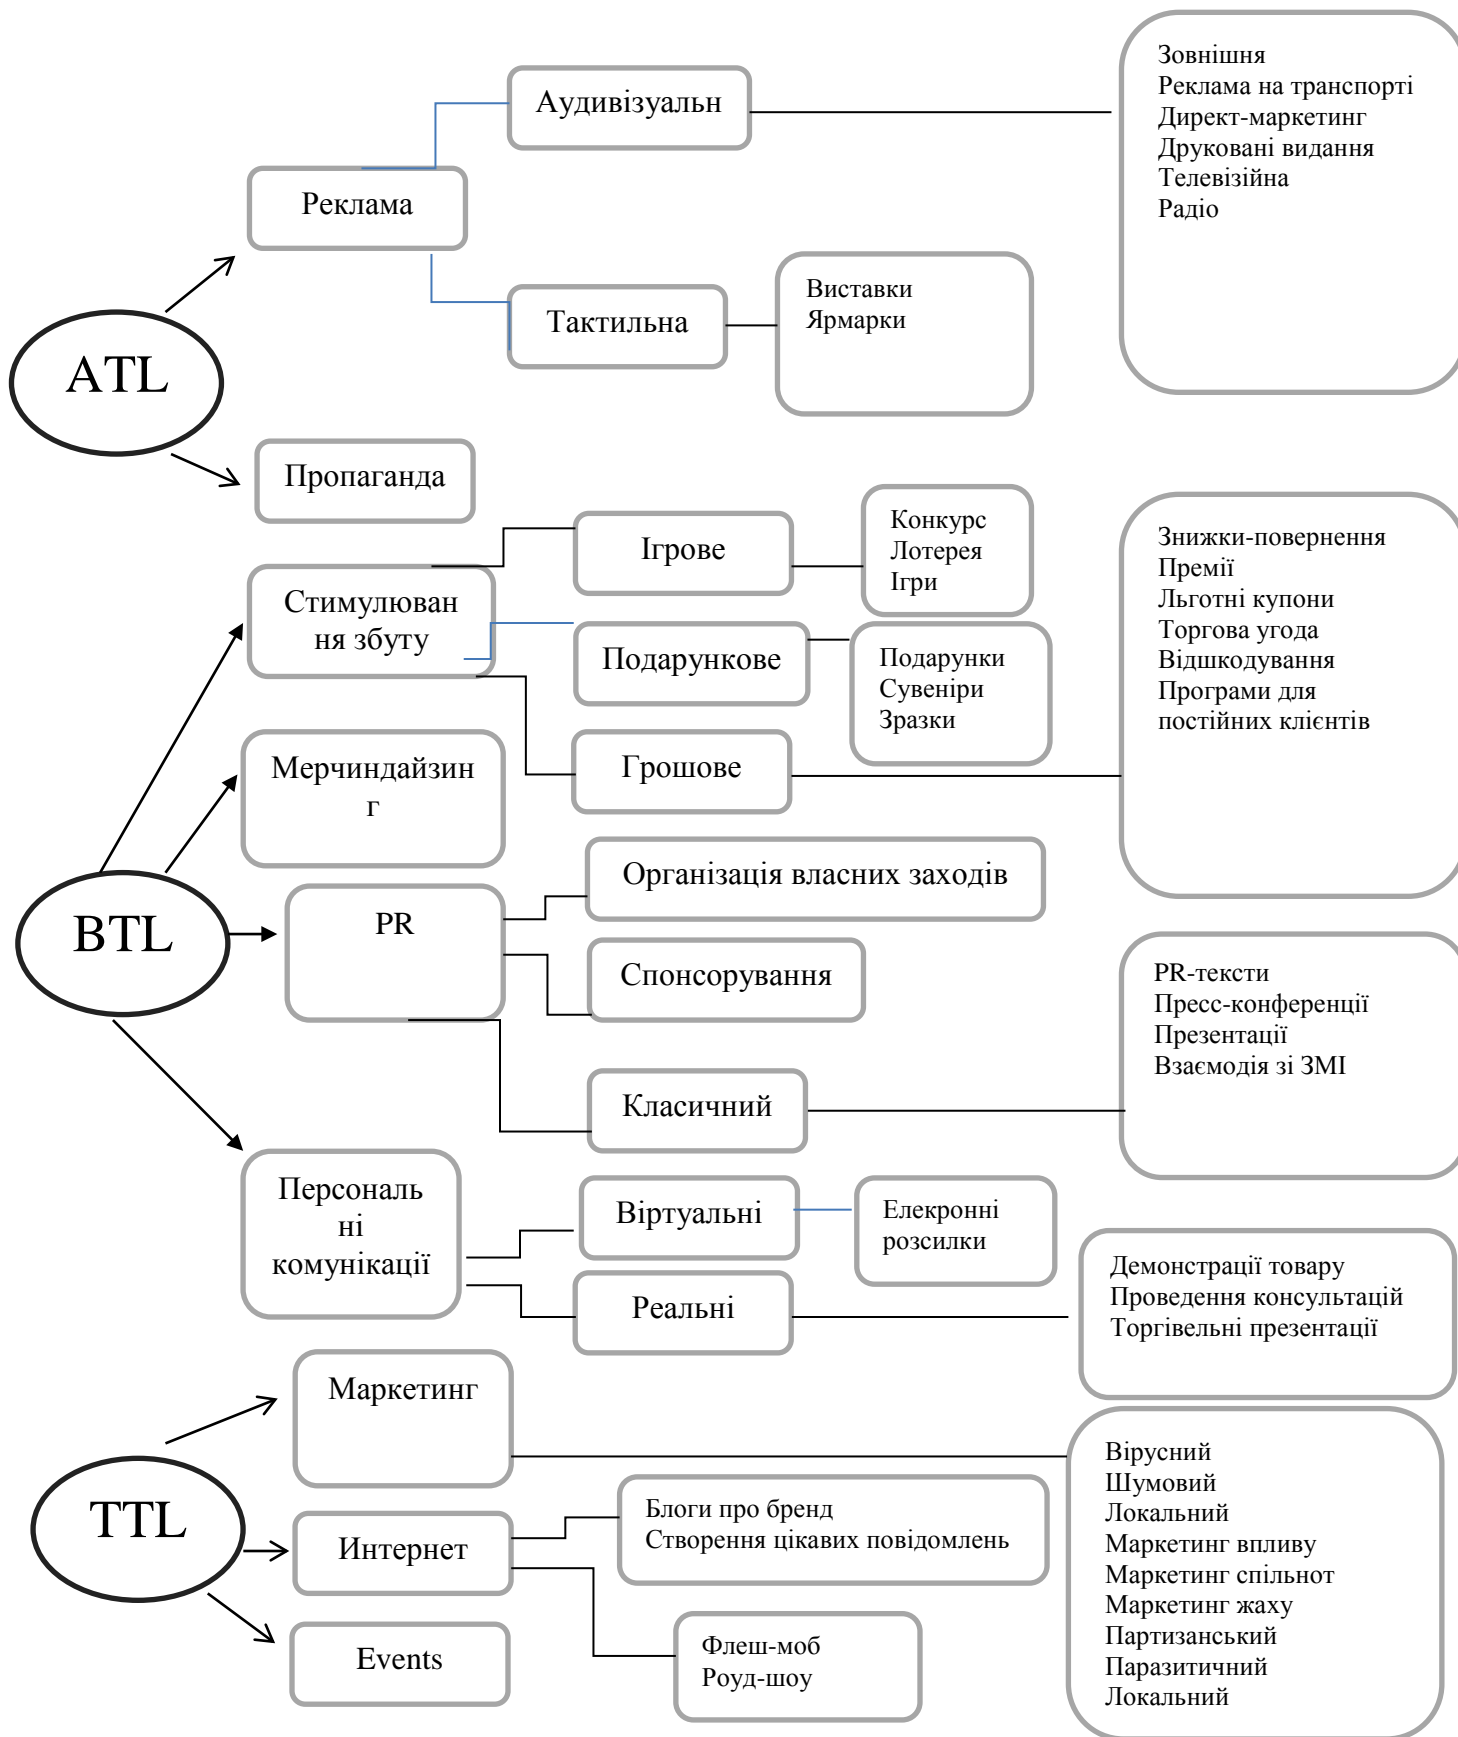 Зовнішня
Реклама на транспорті
Директ-маркетинг
Друковані видання
Телевізійна
Радіо
Аудивізуальн
Реклама
Тактильна
Виставки
Ярмарки
ATL
Пропаганда
Ігрове
Конкурс
Лотерея
Ігри
Стимулюван
ня збуту
Подарункове
Подарунки
Сувеніри
Зразки
Знижки-повернення
Премії
Льготні купони
Торгова угода
Відшкодування
Програми для
постійних клієнтів
Мерчиндайзин
г
Грошове
BTL
PR
Організація власних заходів
Спонсорування
Класичний
PR-тексти
Пресс-конференції
Презентації
Взаємодія зі ЗМІ
Персональ
ні
комунікації
Віртуальні
Елекронні
розсилки
Реальні
Демонстрації товару
Проведення консультацій
Торгівельні презентації
Маркетинг
TTL
Интернет
Блоги про бренд
Створення цікавих повідомлень
Вірусний
Шумовий
Локальний
Маркетинг впливу
Маркетинг спільнот
Маркетинг жаху
Партизанський
Паразитичний
Локальний
Events
Флеш-моб
Роуд-шоу